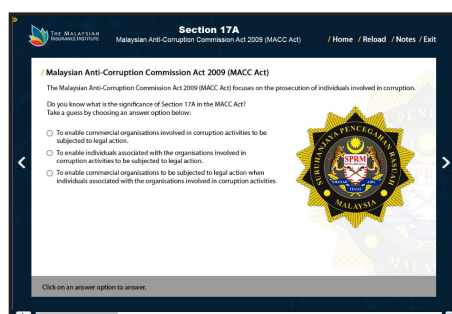 THE MALAYSIAN
INSURANCE INSTITUTE
Section 17A
Malaysian Anti-Corruption Commission Act 2009 (MACC Act)
/ Home / Reload / Notes / Exit
/ Malaysian Anti-Corruption Commission Act 2009 (MACC Act)
The Malaysian Anti-Corruption Commission Act 2009 (MACC Act) focuses on the prosecution of individuals involved in corruption.
Do you know what is the significance of Section 17A in the MACC Act?
Take a guess by choosing an answer option below:
To enable commercial organisations involved in corruption activities to be
subjected to legal action.
To enable individuals associated with the organisations involved in
corruption activities to be subjected to legal action.
To enable commercial organisations to be subjected to legal action when
individuals associated with the organisations involved in corruption activities.
SURUHANJAYA PENCEGAHAN RASUAH
SPRM
AMANAH ADIL
TEGAS
MALAYSIA
Click on an answer option to answer.